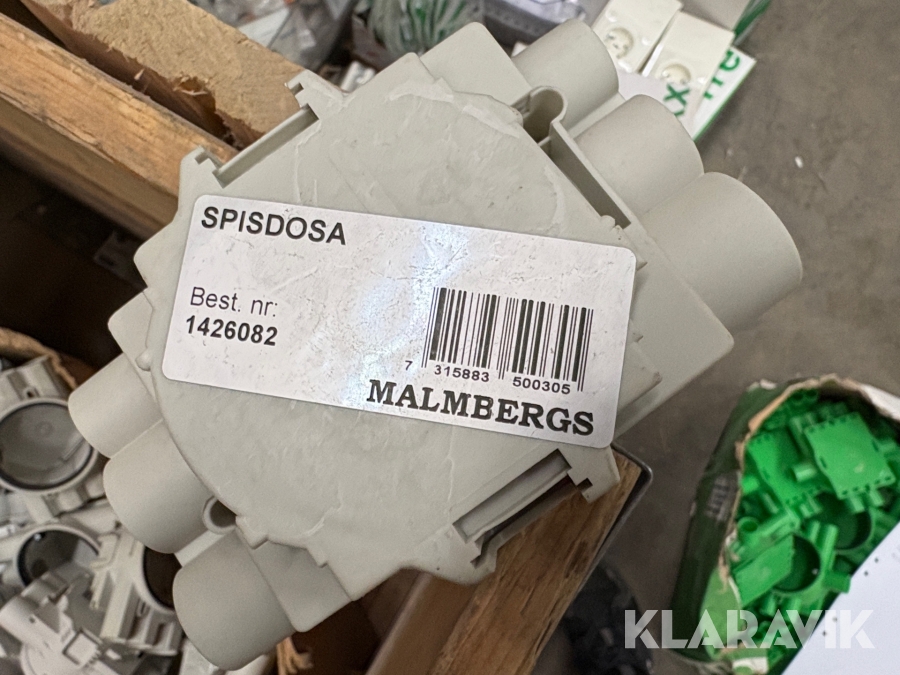 SPISDOSA
Best. nr:
1426082
7 315883 500305
MALMBERGS
KLARAVIK